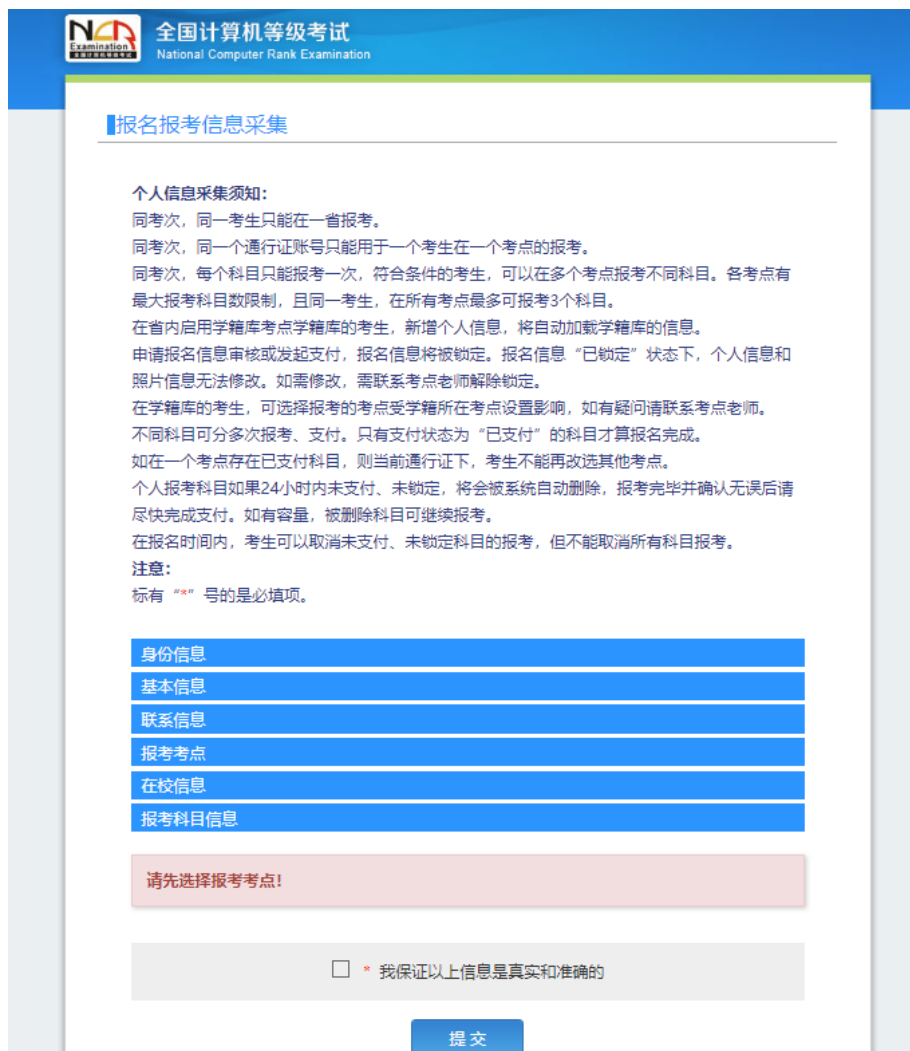 NCR
Examination
全国计算机等级考试
全国计算机等级考试
National Computer Rank Examination
报名报考信息采集
个人信息采集须知：
同考次，同一考生只能在一省报考。
同考次，同一个通行证账号只能用于一个考生在一个考点的报考。
同考次，每个科目只能报考一次，符合条件的考生，可以在多个考点报考不同科目。各考点有
最大报考科目数限制，且同一考生，在所有考点最多可报考3个科目。
在省内启用学籍库考点学籍库的考生，新增个人信息，将自动加载学籍库的信息。
申请报名信息审核或发起支付，报名信息将被锁定。报名信息“已锁定”状态下，个人信息和
照片信息无法修改。如需修改，需联系考点老师解除锁定。
在学籍库的考生，可选择报考的考点受学籍所在考点设置影响，如有疑问请联系考点老师。
不同科目可分多次报考、支付。只有支付状态为“已支付”的科目才算报名完成。
如在一个考点存在已支付科目，则当前通行证下，考生不能再改选其他考点。
个人报考科目如果24小时内未支付、未锁定，将会被系统自动删除，报考完毕并确认无误后请
尽快完成支付。如有容量，被删除科目可继续报考。
在报名时间内，考生可以取消未支付、未锁定科目的报考，但不能取消所有科目报考。
注意：
标有“*”号的是必填项。
身份信息
基本信息
联系信息
报考考点
在校信息
报考科目信息
请先选择报考考点!
* 我保证以上信息是真实和准确的
提 交